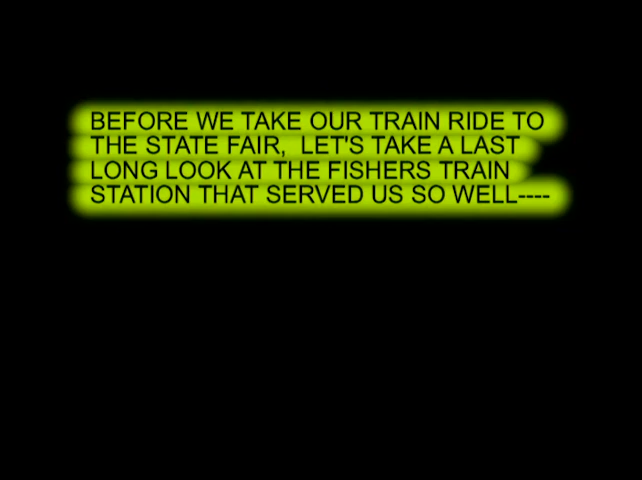 BEFORE WE TAKE OUR TRAIN RIDE TO
THE STATE FAIR,  LET'S TAKE A LAST
LONG LOOK AT THE FISHERS TRAIN
STATION THAT SERVED US SO WELL----